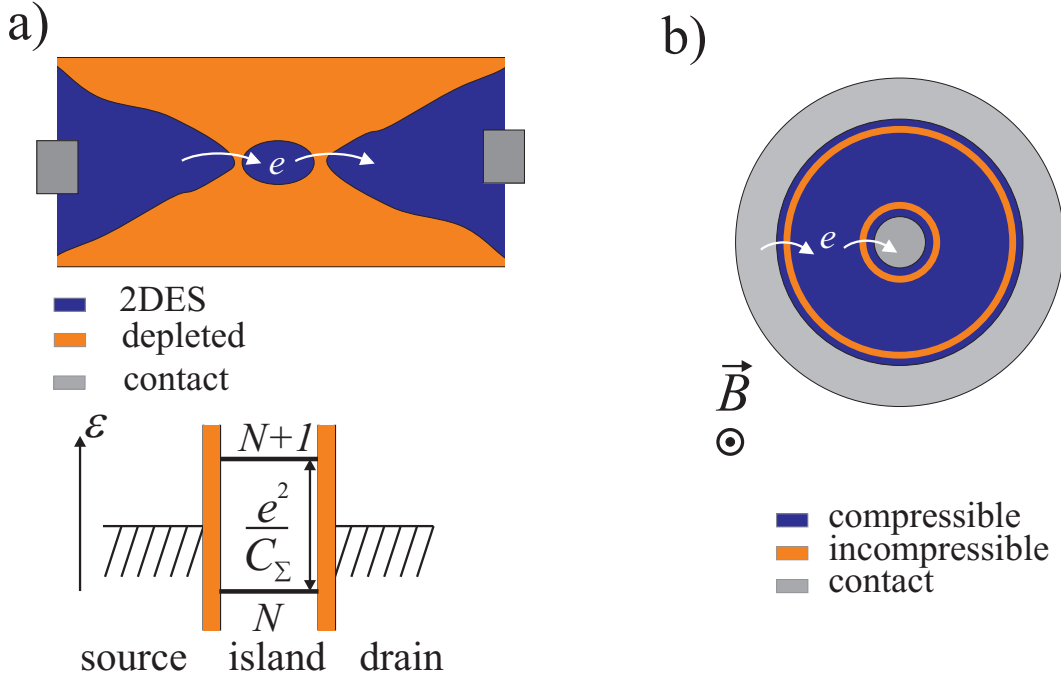 a)
e
2DES
depleted
contact
ε
N+1
e²
C_Σ
N
source island drain
b)
e
B⃗
compressible
incompressible
contact